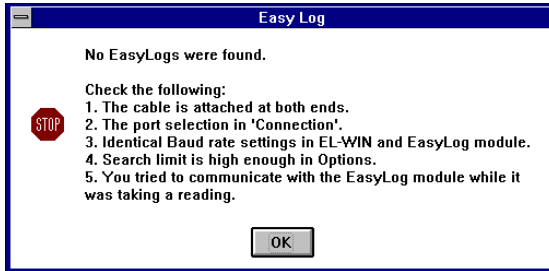 Easy Log
No EasyLogs were found.
Check the following:
1. The cable is attached at both ends.
2. The port selection in 'Connection'.
3. Identical Baud rate settings in EL-WIN and EasyLog module.
4. Search limit is high enough in Options.
5. You tried to communicate with the EasyLog module while it
was taking a reading.
STOP
OK